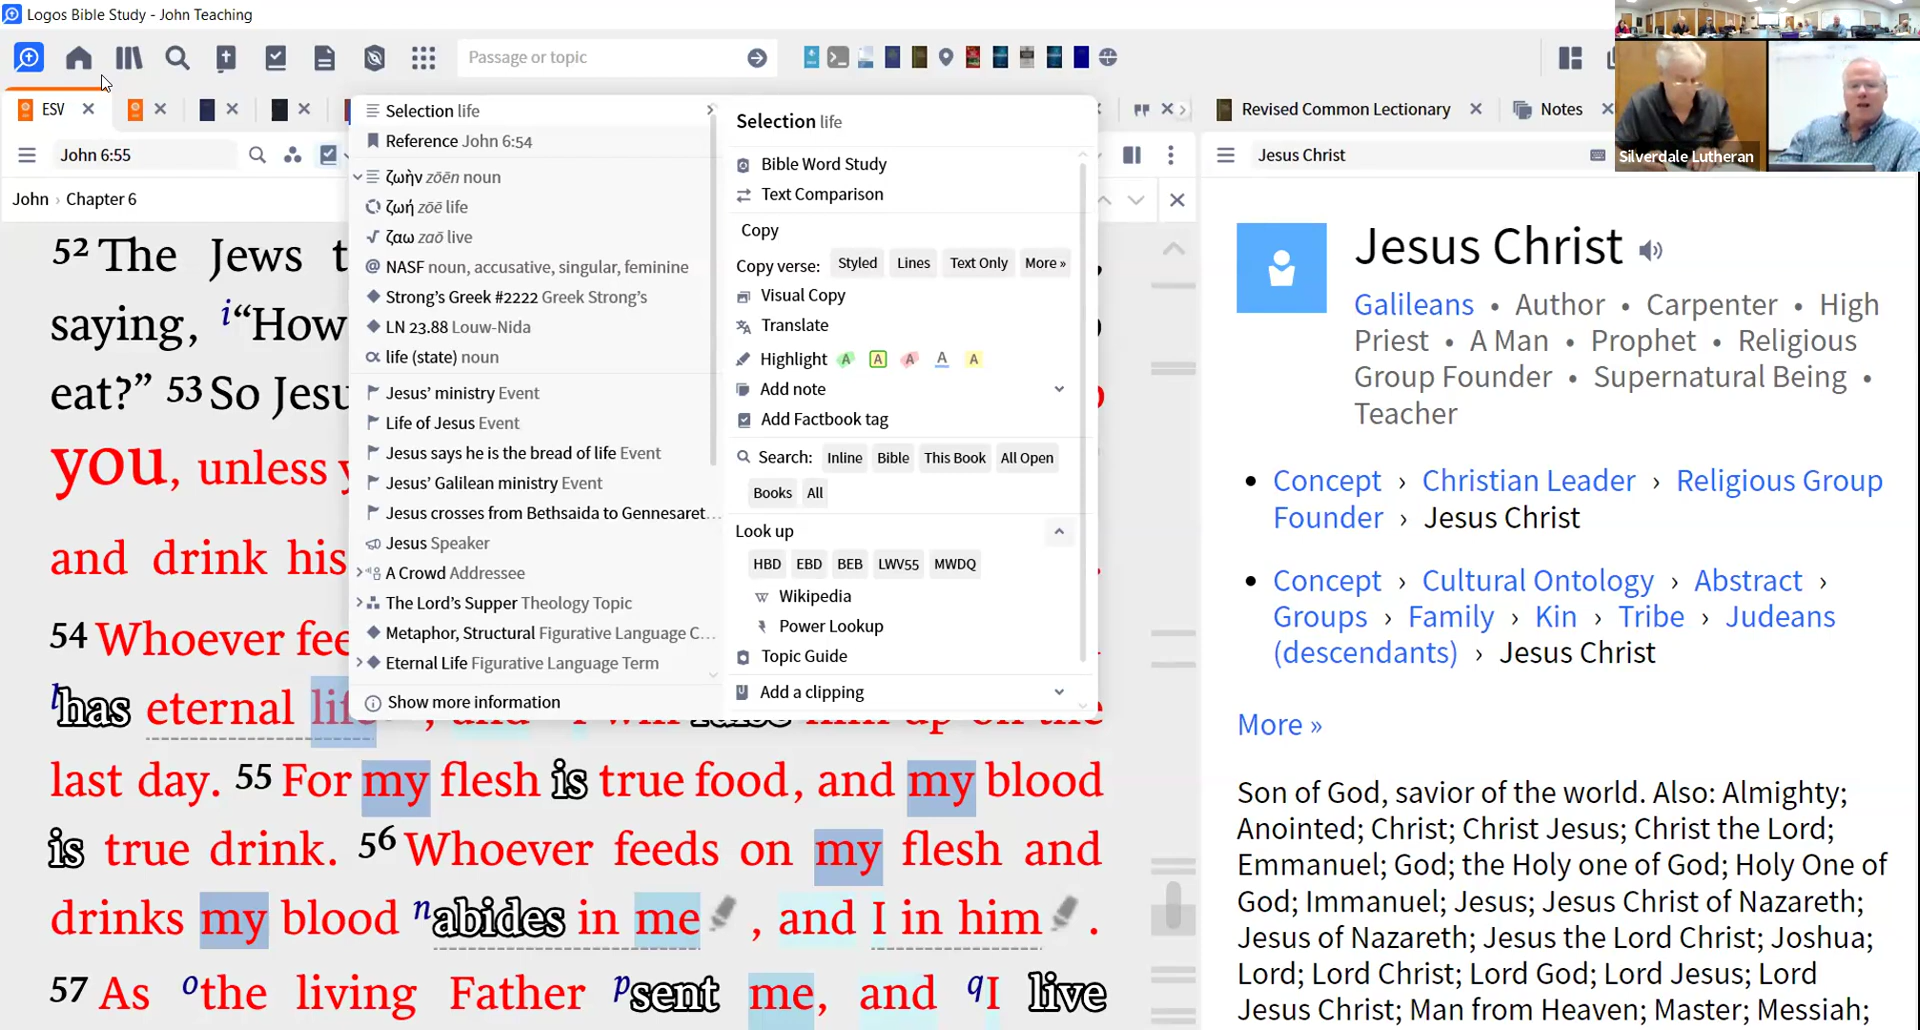 Logos Bible Study - John Teaching
Passage or topic
ESV
Revised Common Lectionary
Notes
Silverdale Lutheran
John 6:55
John › Chapter 6
52 The Jews
saying, i“How
eat?” 53 So Jesu
you, unless y
and drink his
54 Whoever fee
l has eternal life, and I will raise him up on the
last day. 55 For my flesh is true food, and my blood
is true drink. 56 Whoever feeds on my flesh and
drinks my blood n abides in me, and I in him.
57 As o the living Father p sent me, and q I live
Selection life
Reference John 6:54
ζωὴν zōēn noun
ζωή zōē life
ζαω zaō live
@ NASF noun, accusative, singular, feminine
Strong’s Greek #2222 Greek Strong’s
LN 23.88 Louw-Nida
life (state) noun
Jesus’ ministry Event
Life of Jesus Event
Jesus says he is the bread of life Event
Jesus’ Galilean ministry Event
Jesus crosses from Bethsaida to Gennesaret…
Jesus Speaker
A Crowd Addressee
The Lord’s Supper Theology Topic
Metaphor, Structural Figurative Language C…
Eternal Life Figurative Language Term
Show more information
Selection life
Bible Word Study
Text Comparison
Copy
Copy verse: Styled Lines Text Only More »
Visual Copy
Translate
Highlight A A A A A
Add note
Add Factbook tag
Search: Inline Bible This Book All Open
Books All
Look up
HBD EBD BEB LWV55 MWDQ
Wikipedia
Power Lookup
Topic Guide
Add a clipping
Jesus Christ
Jesus Christ
Galileans • Author • Carpenter • High
Priest • A Man • Prophet • Religious
Group Founder • Supernatural Being •
Teacher
• Concept › Christian Leader › Religious Group
Founder › Jesus Christ
• Concept › Cultural Ontology › Abstract ›
Groups › Family › Kin › Tribe › Judeans
(descendants) › Jesus Christ
More »
Son of God, savior of the world. Also: Almighty;
Anointed; Christ; Christ Jesus; Christ the Lord;
Emmanuel; God; the Holy one of God; Holy One of
God; Immanuel; Jesus; Jesus Christ of Nazareth;
Jesus of Nazareth; Jesus the Lord Christ; Joshua;
Lord; Lord Christ; Lord God; Lord Jesus; Lord
Jesus Christ; Man from Heaven; Master; Messiah;